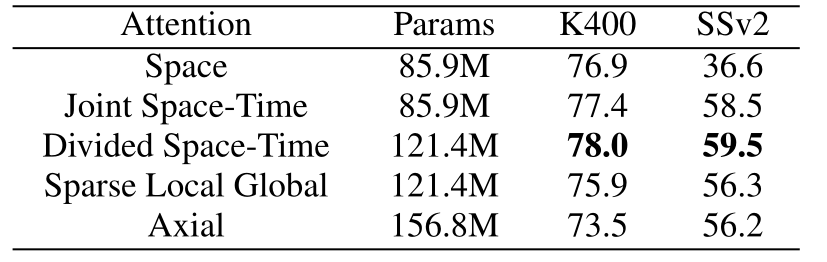 Attention Params K400 SSv2
Space 85.9M 76.9 36.6
Joint Space-Time 85.9M 77.4 58.5
Divided Space-Time 121.4M 78.0 59.5
Sparse Local Global 121.4M 75.9 56.3
Axial 156.8M 73.5 56.2